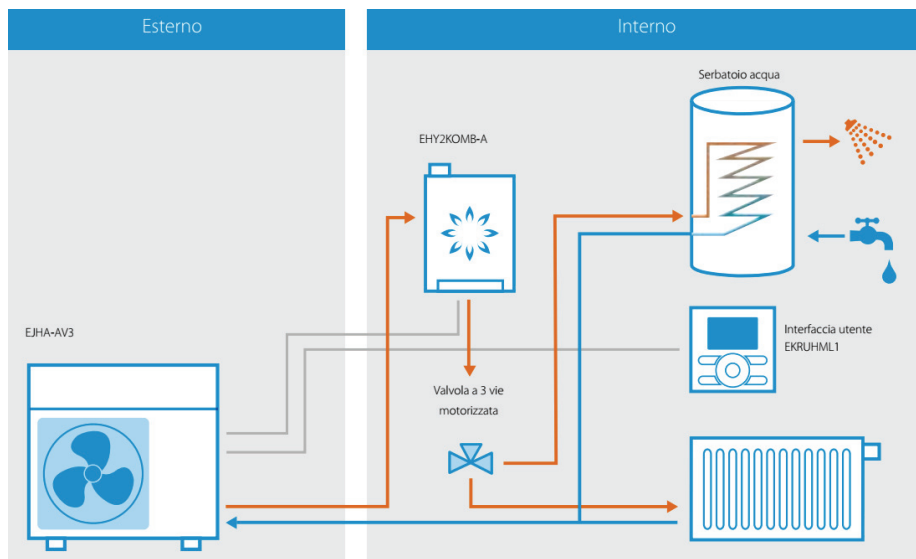 Esterno
Interno
Serbatoio acqua
EHY2KOMB-A
EJHA-AV3
Interfaccia utente
EKRUHML1
Valvola a 3 vie
motorizzata